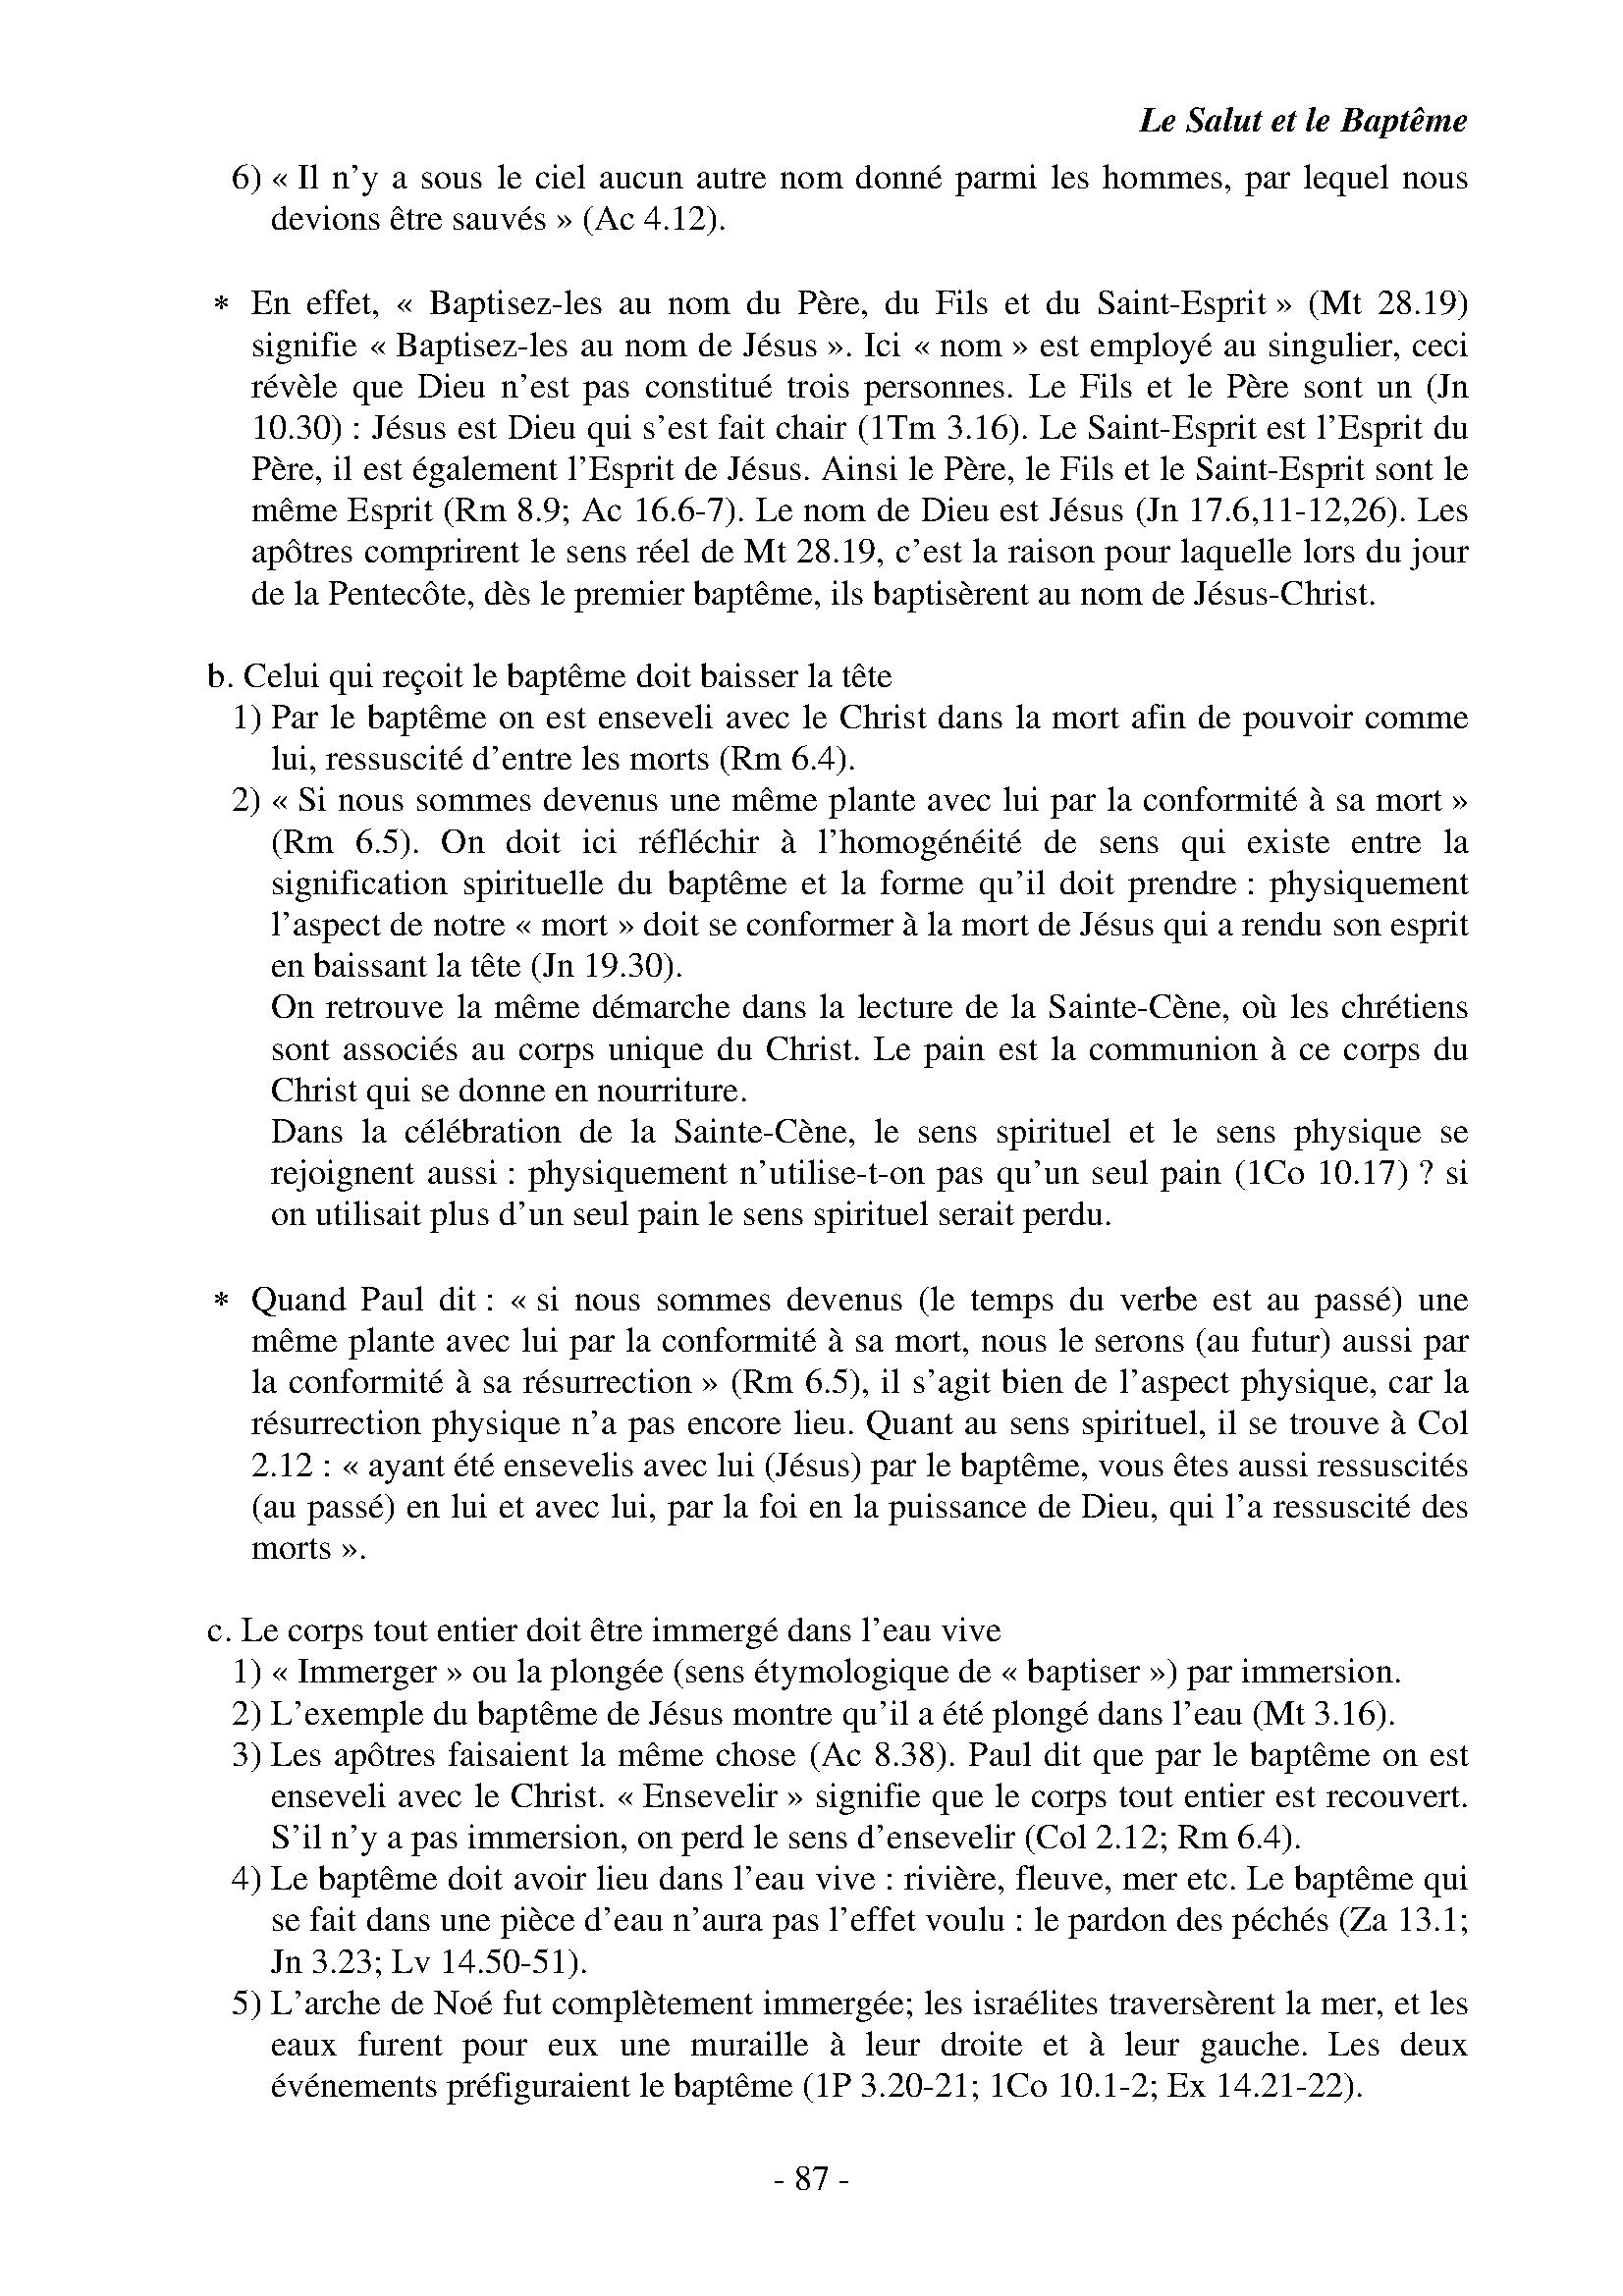 Le Salut et le Baptême
6) « Il n’y a sous le ciel aucun autre nom donné parmi les hommes, par lequel nous
devions être sauvés » (Ac 4.12).
* En effet, « Baptisez-les au nom du Père, du Fils et du Saint-Esprit » (Mt 28.19)
signifie « Baptisez-les au nom de Jésus ». Ici « nom » est employé au singulier, ceci
révèle que Dieu n’est pas constitué trois personnes. Le Fils et le Père sont un (Jn
10.30) : Jésus est Dieu qui s’est fait chair (1Tm 3.16). Le Saint-Esprit est l’Esprit du
Père, il est également l’Esprit de Jésus. Ainsi le Père, le Fils et le Saint-Esprit sont le
même Esprit (Rm 8.9; Ac 16.6-7). Le nom de Dieu est Jésus (Jn 17.6,11-12,26). Les
apôtres comprirent le sens réel de Mt 28.19, c’est la raison pour laquelle lors du jour
de la Pentecôte, dès le premier baptême, ils baptisèrent au nom de Jésus-Christ.
b. Celui qui reçoit le baptême doit baisser la tête
1) Par le baptême on est enseveli avec le Christ dans la mort afin de pouvoir comme
lui, ressuscité d’entre les morts (Rm 6.4).
2) « Si nous sommes devenus une même plante avec lui par la conformité à sa mort »
(Rm 6.5). On doit ici réfléchir à l’homogénéité de sens qui existe entre la
signification spirituelle du baptême et la forme qu’il doit prendre : physiquement
l’aspect de notre « mort » doit se conformer à la mort de Jésus qui a rendu son esprit
en baissant la tête (Jn 19.30).
On retrouve la même démarche dans la lecture de la Sainte-Cène, où les chrétiens
sont associés au corps unique du Christ. Le pain est la communion à ce corps du
Christ qui se donne en nourriture.
Dans la célébration de la Sainte-Cène, le sens spirituel et le sens physique se
rejoignent aussi : physiquement n’utilise-t-on pas qu’un seul pain (1Co 10.17) ? si
on utilisait plus d’un seul pain le sens spirituel serait perdu.
* Quand Paul dit : « si nous sommes devenus (le temps du verbe est au passé) une
même plante avec lui par la conformité à sa mort, nous le serons (au futur) aussi par
la conformité à sa résurrection » (Rm 6.5), il s’agit bien de l’aspect physique, car la
résurrection physique n’a pas encore lieu. Quant au sens spirituel, il se trouve à Col
2.12 : « ayant été ensevelis avec lui (Jésus) par le baptême, vous êtes aussi ressuscités
(au passé) en lui et avec lui, par la foi en la puissance de Dieu, qui l’a ressuscité des
morts ».
c. Le corps tout entier doit être immergé dans l’eau vive
1) « Immerger » ou la plongée (sens étymologique de « baptiser ») par immersion.
2) L’exemple du baptême de Jésus montre qu’il a été plongé dans l’eau (Mt 3.16).
3) Les apôtres faisaient la même chose (Ac 8.38). Paul dit que par le baptême on est
enseveli avec le Christ. « Ensevelir » signifie que le corps tout entier est recouvert.
S’il n’y a pas immersion, on perd le sens d’ensevelir (Col 2.12; Rm 6.4).
4) Le baptême doit avoir lieu dans l’eau vive : rivière, fleuve, mer etc. Le baptême qui
se fait dans une pièce d’eau n’aura pas l’effet voulu : le pardon des péchés (Za 13.1;
Jn 3.23; Lv 14.50-51).
5) L’arche de Noé fut complètement immergée; les israélites traversèrent la mer, et les
eaux furent pour eux une muraille à leur droite et à leur gauche. Les deux
événements préfiguraient le baptême (1P 3.20-21; 1Co 10.1-2; Ex 14.21-22).
- 87 -